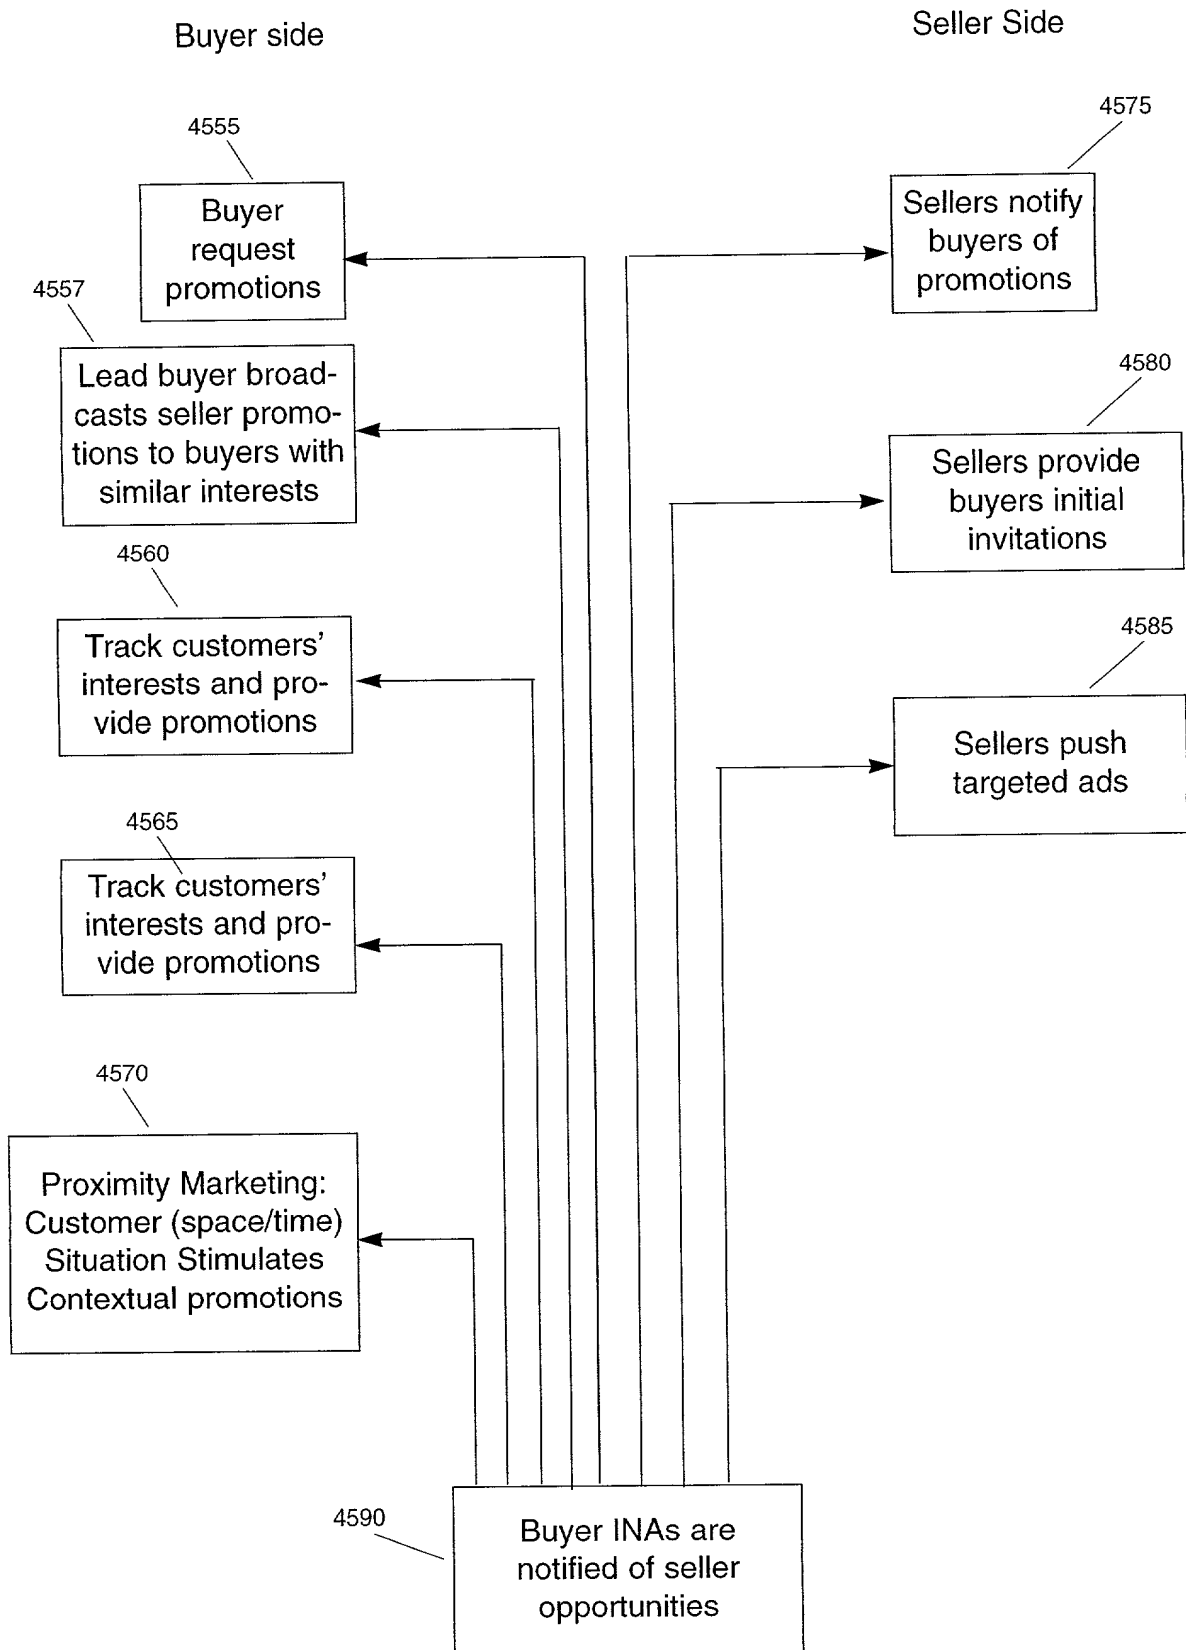 Buyer side
Seller Side
4555
Buyer
request
promotions
4557
Lead buyer broad-
casts seller promo-
tions to buyers with
similar interests
4560
Track customers'
interests and pro-
vide promotions
4565
Track customers'
interests and pro-
vide promotions
4570
Proximity Marketing:
Customer (space/time)
Situation Stimulates
Contextual promotions
4575
Sellers notify
buyers of
promotions
4580
Sellers provide
buyers initial
invitations
4585
Sellers push
targeted ads
4590
Buyer INAs are
notified of seller
opportunities